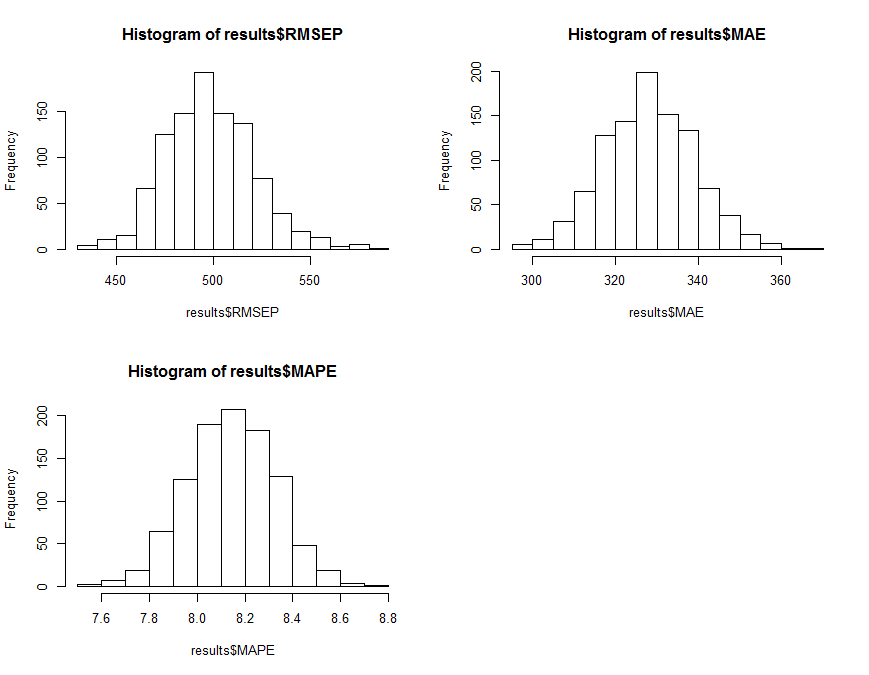 Histogram of results$RMSEP
Frequency
0 50 100 150
450 500 550
results$RMSEP
Histogram of results$MAE
Frequency
0 50 100 150 200
300 320 340 360
results$MAE
Histogram of results$MAPE
Frequency
0 50 100 150 200
7.6 7.8 8.0 8.2 8.4 8.6 8.8
results$MAPE